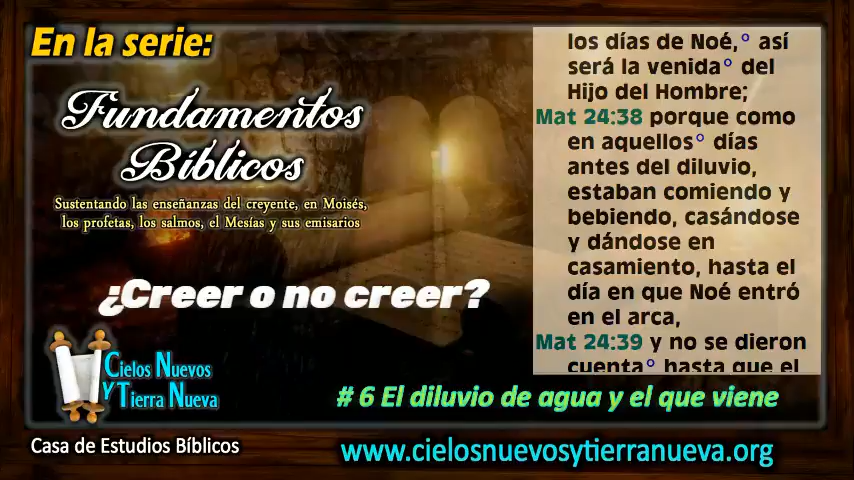 En la serie:
Fundamentos
Bíblicos
Sustentando las enseñanzas del creyente, en Moisés,
los profetas, los salmos, el Mesías y sus emisarios
¿Creer o no creer?
los días de Noé,° así
será la venida° del
Hijo del Hombre;
Mat 24:38 porque como
en aquellos° días
antes del diluvio,
estaban comiendo y
bebiendo, casándose
y dándose en
casamiento, hasta el
día en que Noé entró
en el arca,
Mat 24:39 y no se dieron
cuenta° hasta que el
# 6 El diluvio de agua y el que viene
Cielos Nuevos
Y Tierra Nueva
Casa de Estudios Bíblicos
www.cielosnuevosytierranueva.org